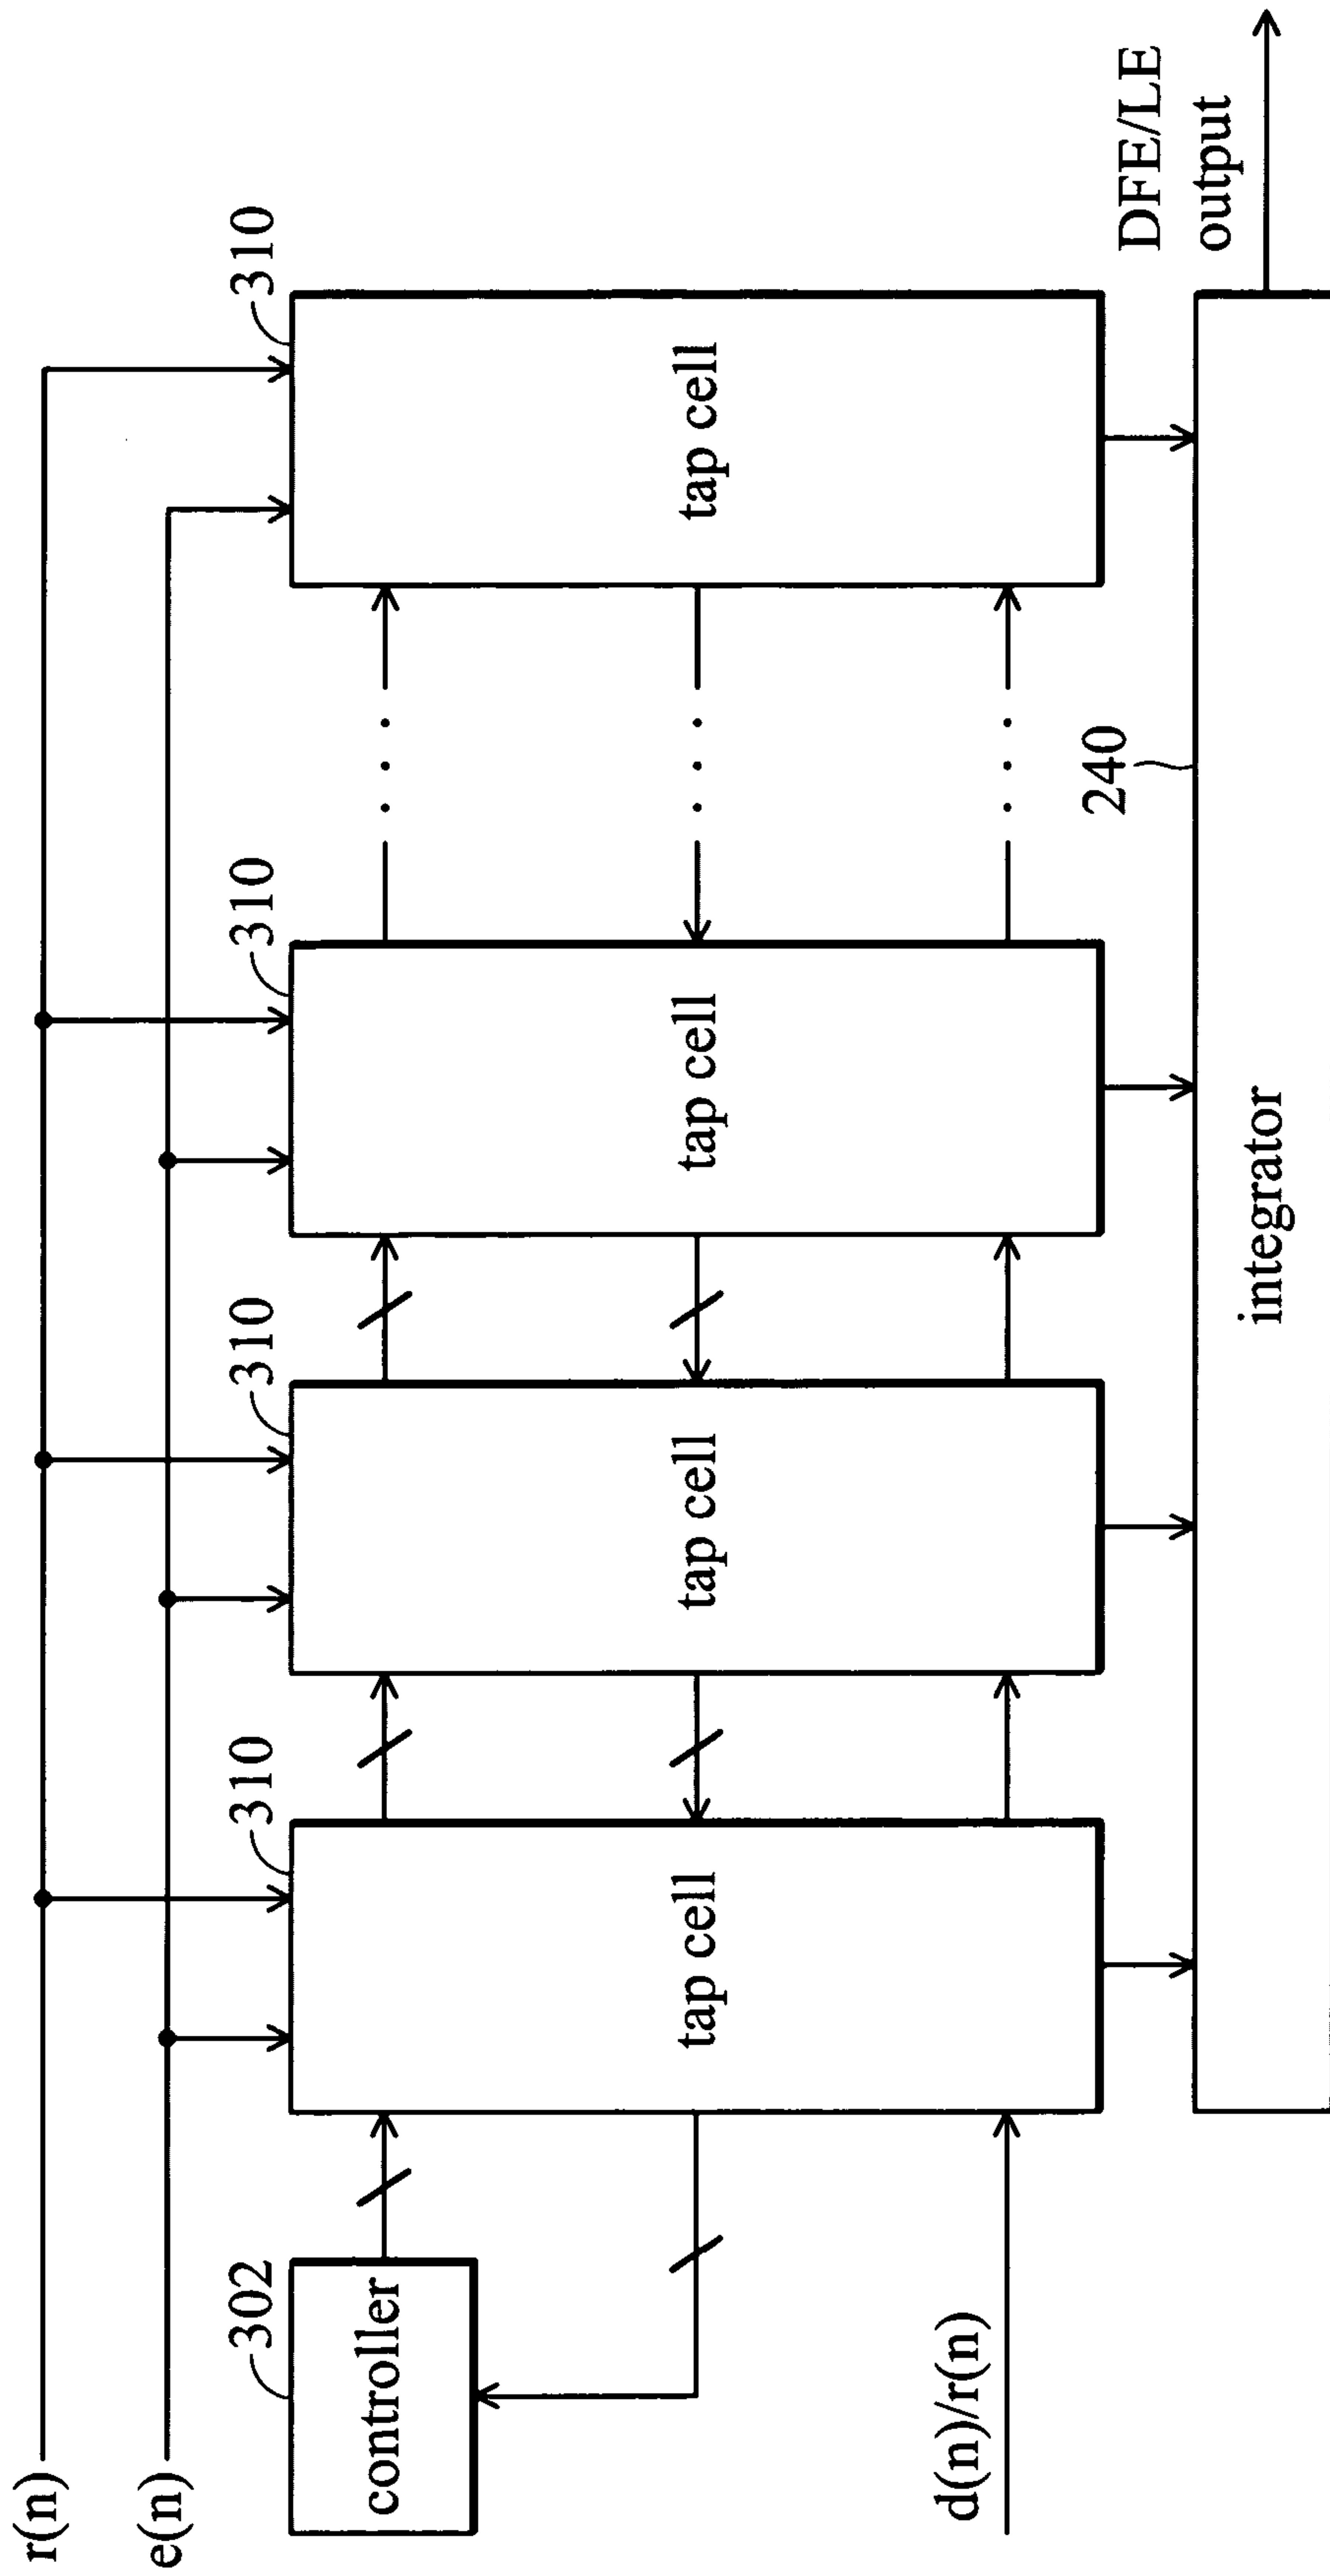 r(n)
e(n)
302
310
310
310
310
controller
tap cell
tap cell
tap cell
tap cell
d(n)/r(n)
240
DFE/LE
output
integrator